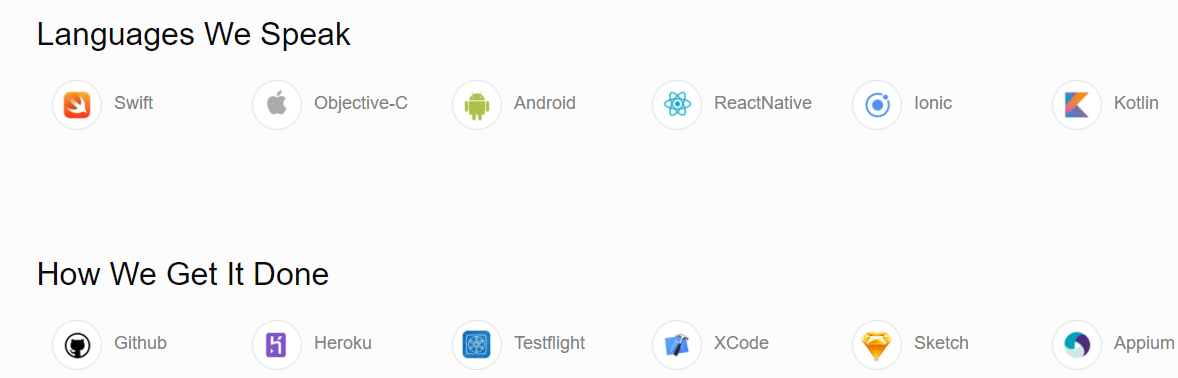 Languages We Speak
Swift Objective-C Android ReactNative Ionic Kotlin
How We Get It Done
Github Heroku Testflight XCode Sketch Appium